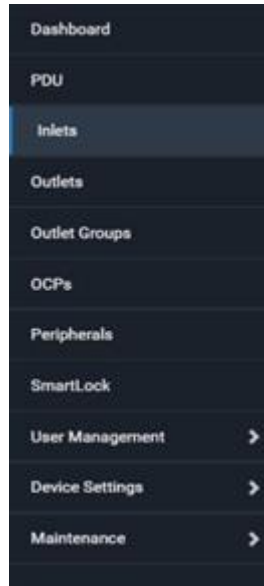 Dashboard
PDU
Inlets
Outlets
Outlet Groups
OCPs
Peripherals
SmartLock
User Management
Device Settings
Maintenance